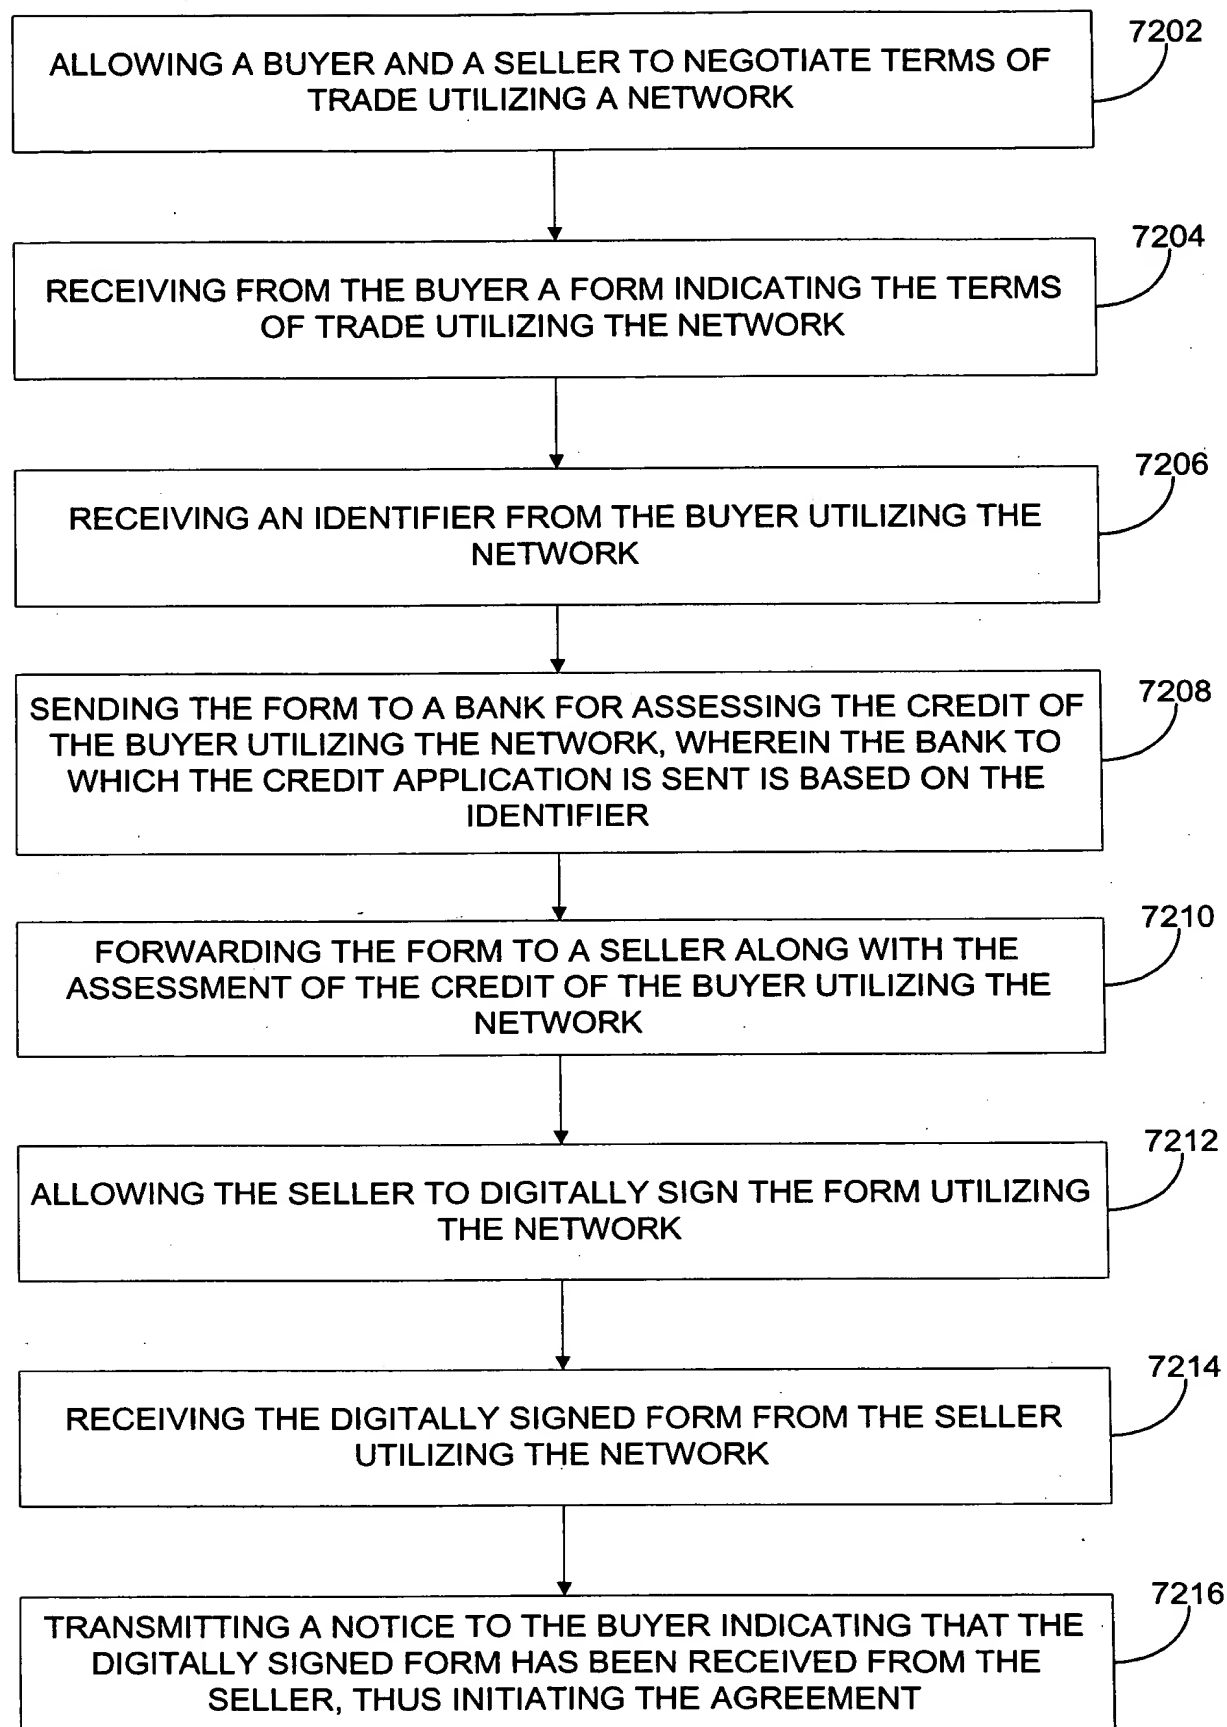 7202
ALLOWING A BUYER AND A SELLER TO NEGOTIATE TERMS OF
TRADE UTILIZING A NETWORK
7204
RECEIVING FROM THE BUYER A FORM INDICATING THE TERMS
OF TRADE UTILIZING THE NETWORK
7206
RECEIVING AN IDENTIFIER FROM THE BUYER UTILIZING THE
NETWORK
7208
SENDING THE FORM TO A BANK FOR ASSESSING THE CREDIT OF
THE BUYER UTILIZING THE NETWORK, WHEREIN THE BANK TO
WHICH THE CREDIT APPLICATION IS SENT IS BASED ON THE
IDENTIFIER
7210
FORWARDING THE FORM TO A SELLER ALONG WITH THE
ASSESSMENT OF THE CREDIT OF THE BUYER UTILIZING THE
NETWORK
7212
ALLOWING THE SELLER TO DIGITALLY SIGN THE FORM UTILIZING
THE NETWORK
7214
RECEIVING THE DIGITALLY SIGNED FORM FROM THE SELLER
UTILIZING THE NETWORK
7216
TRANSMITTING A NOTICE TO THE BUYER INDICATING THAT THE
DIGITALLY SIGNED FORM HAS BEEN RECEIVED FROM THE
SELLER, THUS INITIATING THE AGREEMENT